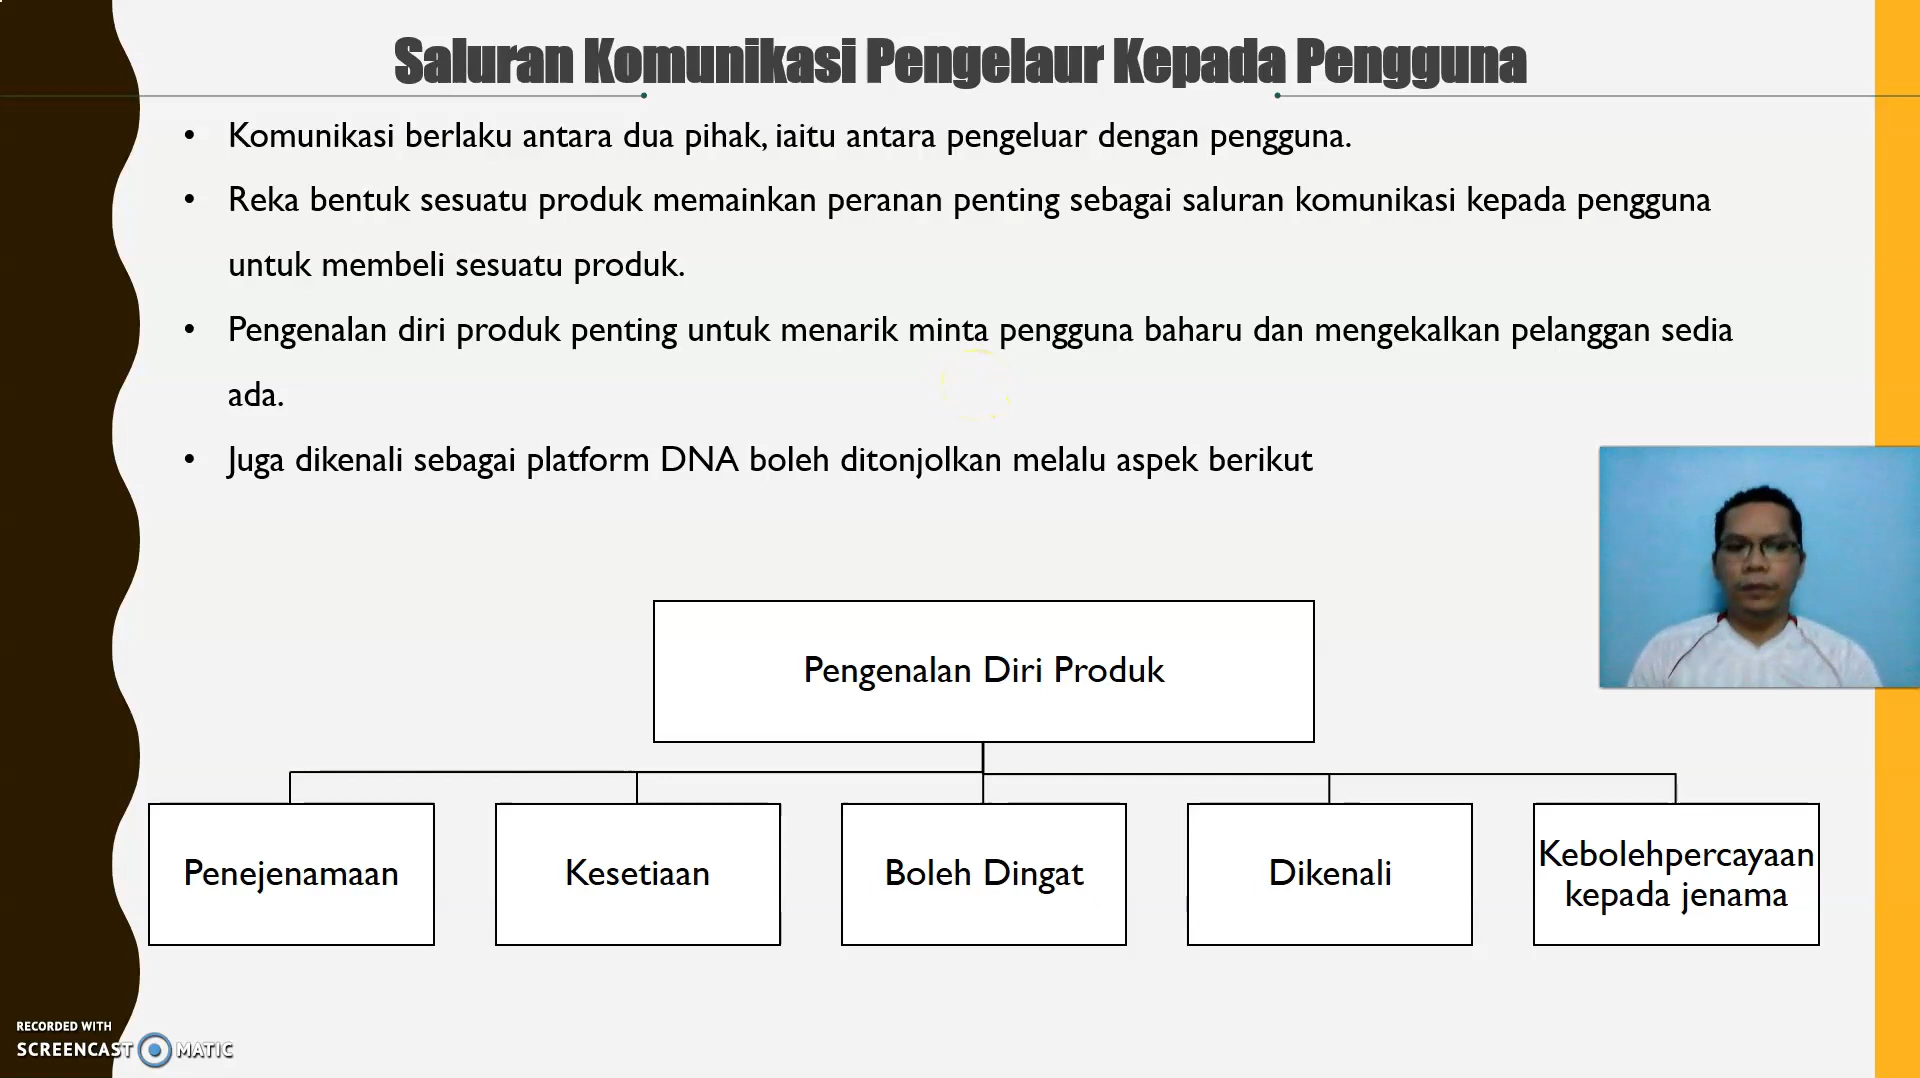 Saluran Komunikasi Pengelaur Kepada Pengguna
• Komunikasi berlaku antara dua pihak, iaitu antara pengeluar dengan pengguna.
• Reka bentuk sesuatu produk memainkan peranan penting sebagai saluran komunikasi kepada pengguna
untuk membeli sesuatu produk.
• Pengenalan diri produk penting untuk menarik minta pengguna baharu dan mengekalkan pelanggan sedia
ada.
• Juga dikenali sebagai platform DNA boleh ditonjolkan melalu aspek berikut
Pengenalan Diri Produk
Penejenamaan
Kesetiaan
Boleh Dingat
Dikenali
Kebolehpercayaan
kepada jenama
RECORDED WITH
SCREENCAST MATIC